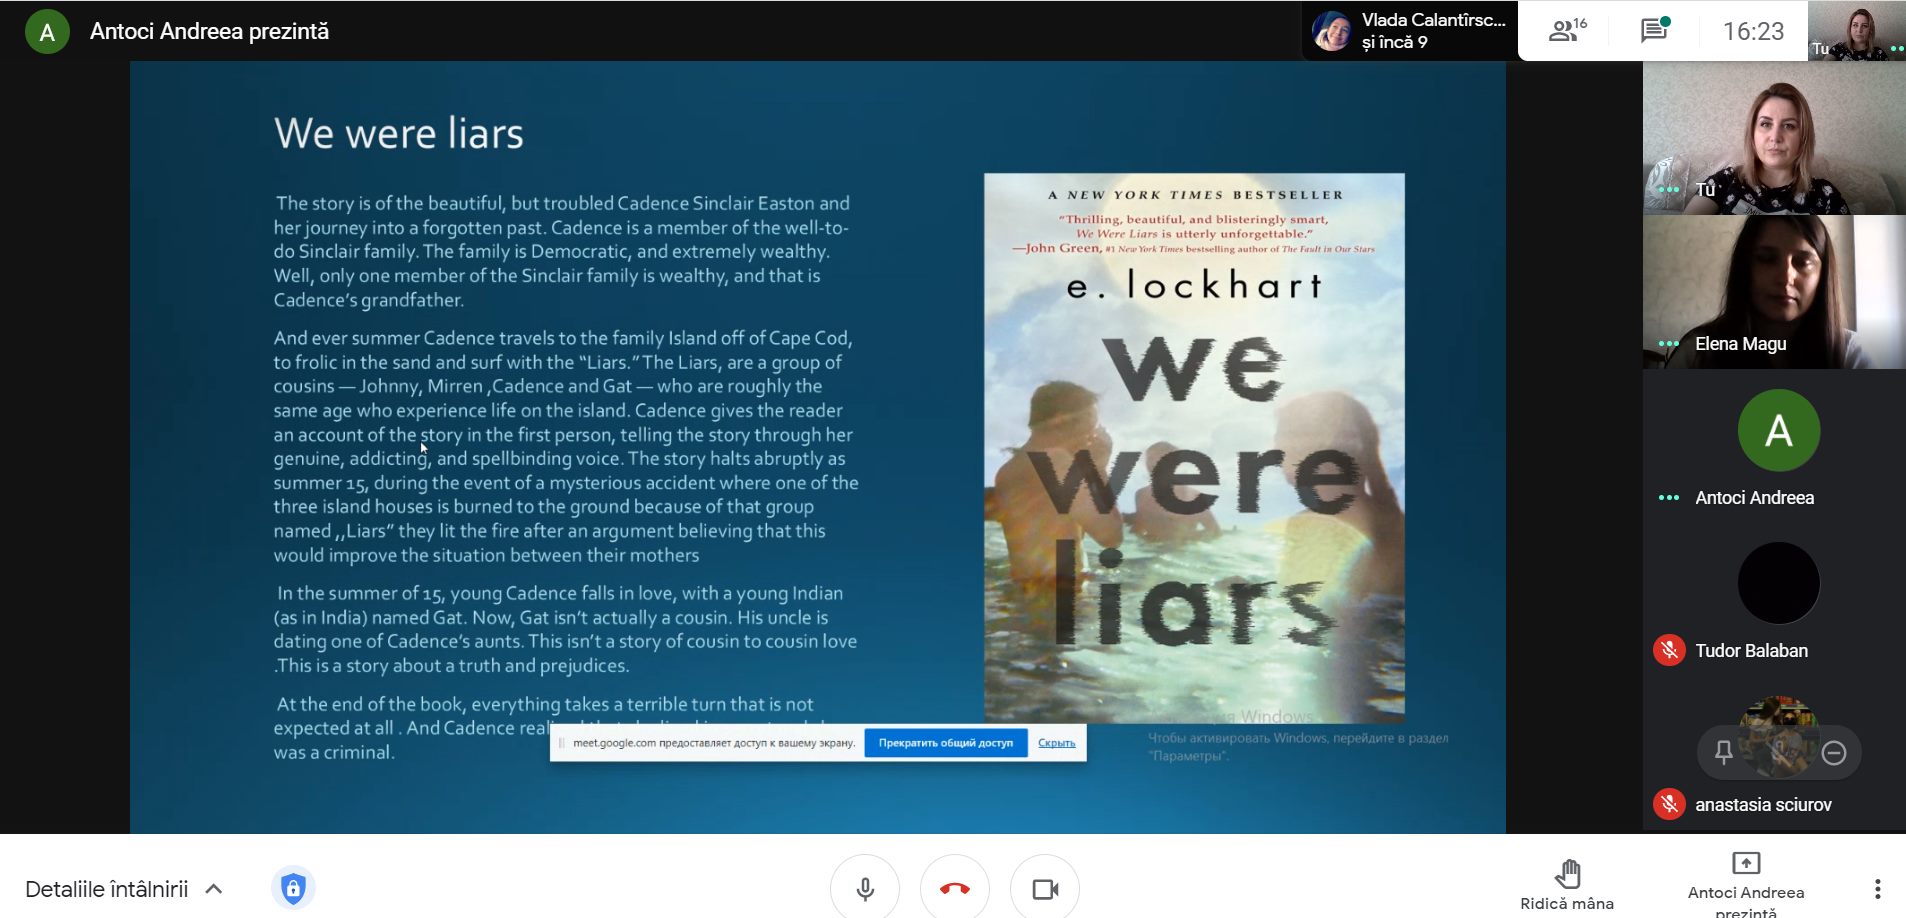 A
Antoci Andreea prezintă
Vlada Calantîrsc...
și încă 9
16
16:23
Tu
We were liars
The story is of the beautiful, but troubled Cadence Sinclair Easton and
her journey into a forgotten past. Cadence is a member of the well-to-
do Sinclair family. The family is Democratic, and extremely wealthy.
Well, only one member of the Sinclair family is wealthy, and that is
Cadence's grandfather.
And ever summer Cadence travels to the family Island off of Cape Cod,
to frolic in the sand and surf with the “Liars.” The Liars, are a group of
cousins — Johnny, Mirren ,Cadence and Gat — who are roughly the
same age who experience life on the island. Cadence gives the reader
an account of the story in the first person, telling the story through her
genuine, addicting, and spellbinding voice. The story halts abruptly as
summer 15, during the event of a mysterious accident where one of the
three island houses is burned to the ground because of that group
named ,,Liars” they lit the fire after an argument believing that this
would improve the situation between their mothers
In the summer of 15, young Cadence falls in love, with a young Indian
(as in India) named Gat. Now, Gat isn't actually a cousin. His uncle is
dating one of Cadence's aunts. This isn't a story of cousin to cousin love
.This is a story about a truth and prejudices.
At the end of the book, everything takes a terrible turn that is not
expected at all . And Cadence
was a criminal.
A NEW YORK TIMES BESTSELLER
“Thrilling, beautiful, and blisteringly smart,
We Were Liars is utterly unforgettable.”
—John Green, #1 New York Times bestselling author of The Fault in Our Stars
e. lockhart
we
were
liars
Windows
Чтобы активировать Windows, перейдите в раздел
"Параметры".
meet.google.com предоставляет доступ к вашему экрану.
Прекратить общий доступ
Скрыть
Tu
Elena Magu
A
Antoci Andreea
Tudor Balaban
anastasia sciurov
Detaliile întâlnirii
Ridică mâna
Antoci Andreea
prezintă